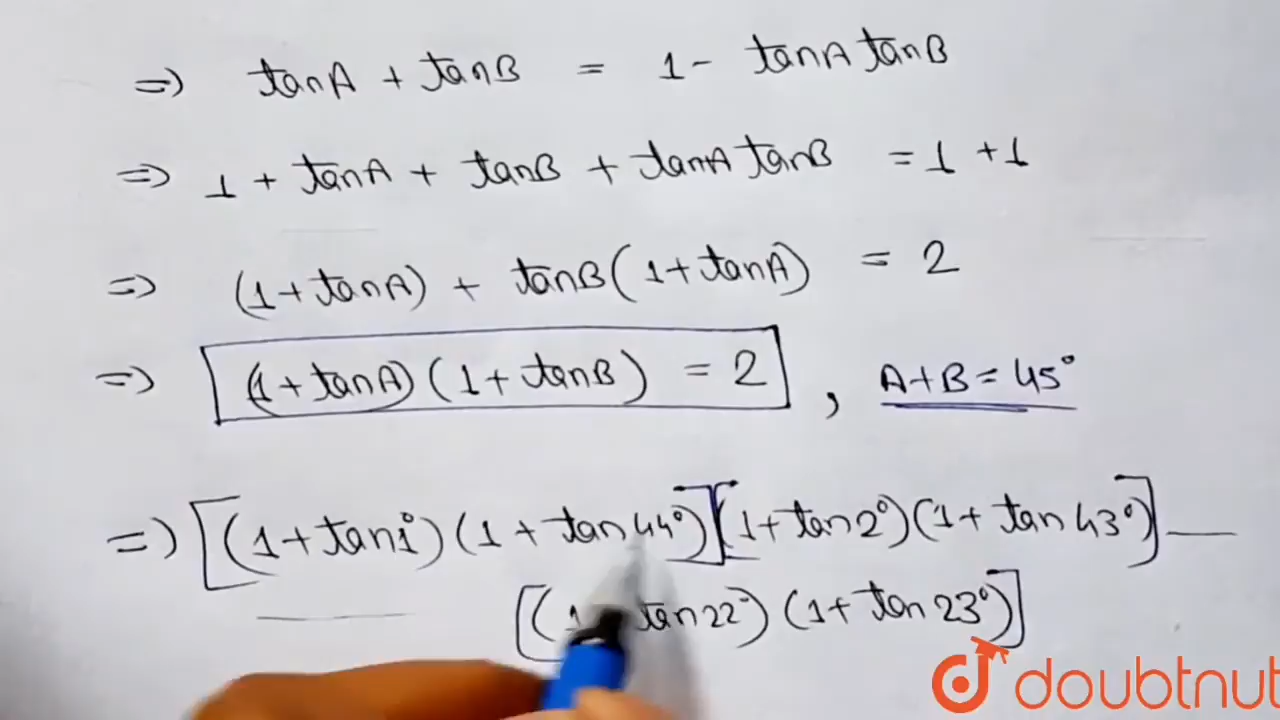 => tanA + tanB = 1 - tanA tanB
=> 1 + tanA + tanB + tanA tanB = 1 + 1
=> (1+tanA) + tanB(1+tanA) = 2
=> (1+tanA)(1+tanB) = 2 , A+B=45°
=> [(1+tan1°)(1+tan44°)][(1+tan2°)(1+tan43°)]
[(1 tan22°)(1+tan23°)]
doubtnut